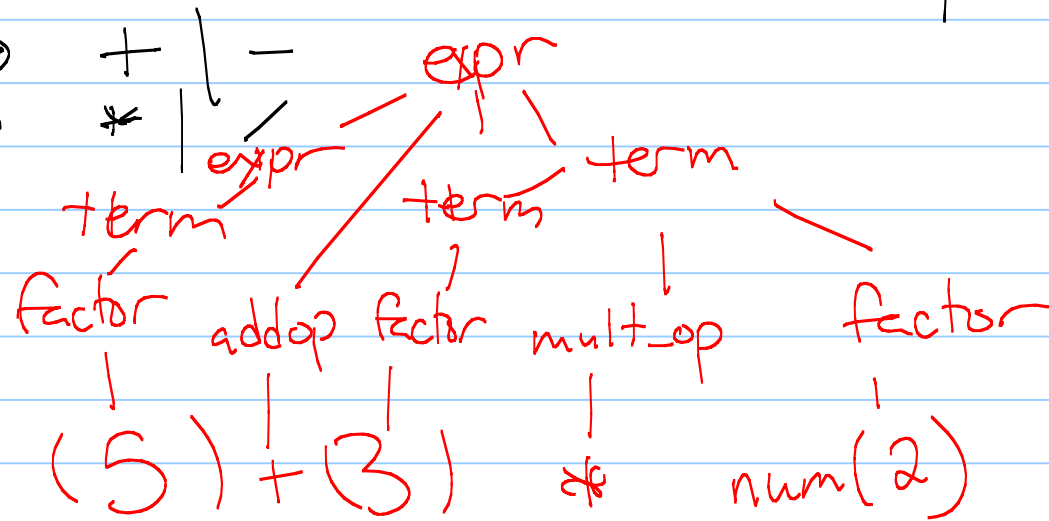 + | -
expr
* | /
expr term
term term
factor addop factor mult_op factor
(5) + (3) * num(2)